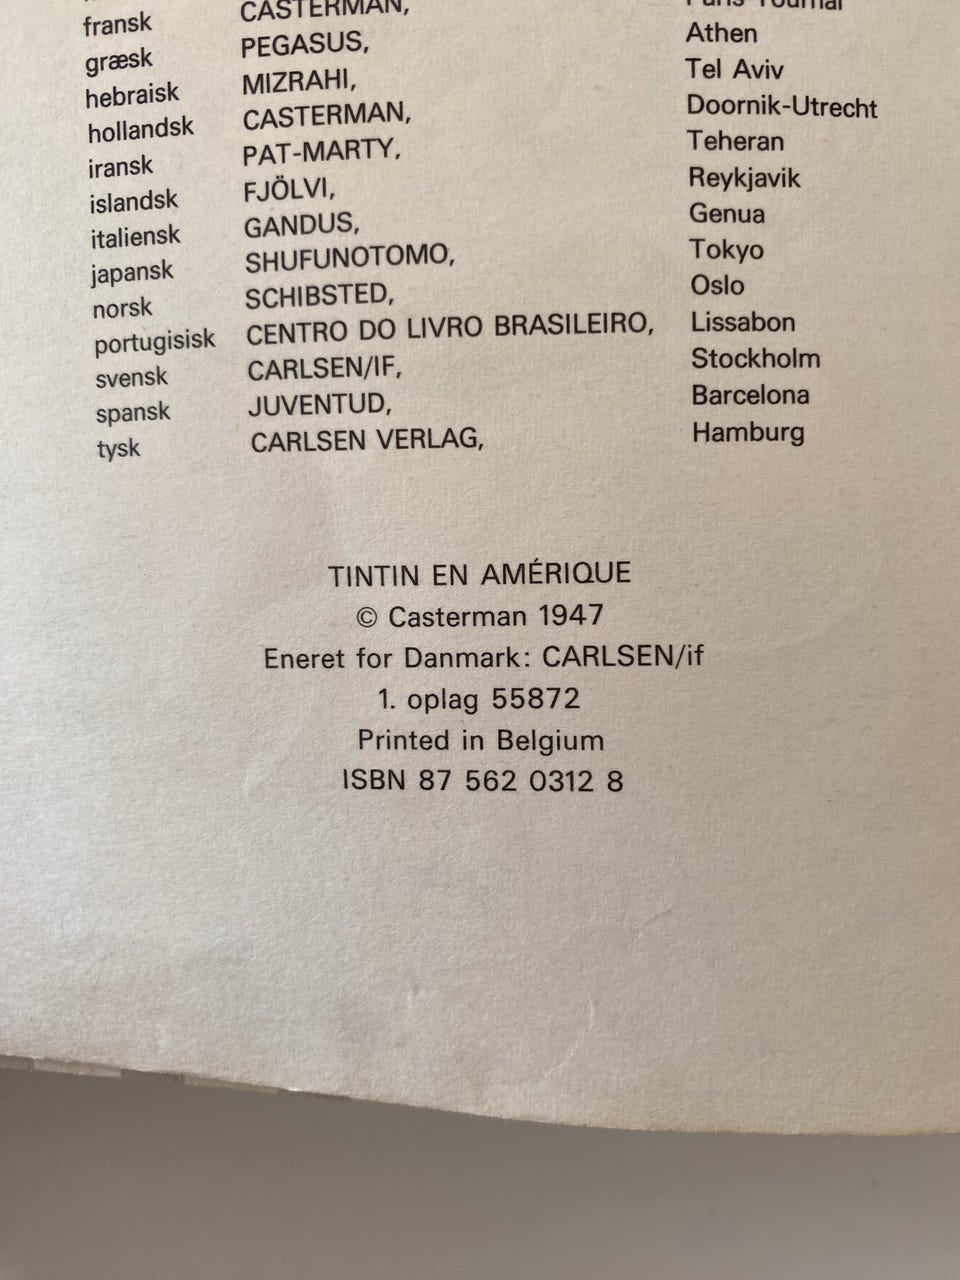 fransk CASTERMAN, Paris-Tournai
græsk PEGASUS, Athen
hebraisk MIZRAHI, Tel Aviv
hollandsk CASTERMAN, Doornik-Utrecht
iransk PAT-MARTY, Teheran
islandsk FJÖLVI, Reykjavik
italiensk GANDUS, Genua
japansk SHUFUNOTOMO, Tokyo
norsk SCHIBSTED, Oslo
portugisisk CENTRO DO LIVRO BRASILEIRO, Lissabon
svensk CARLSEN/IF, Stockholm
spansk JUVENTUD, Barcelona
tysk CARLSEN VERLAG, Hamburg
TINTIN EN AMÉRIQUE
© Casterman 1947
Eneret for Danmark: CARLSEN/if
1. oplag 55872
Printed in Belgium
ISBN 87 562 0312 8